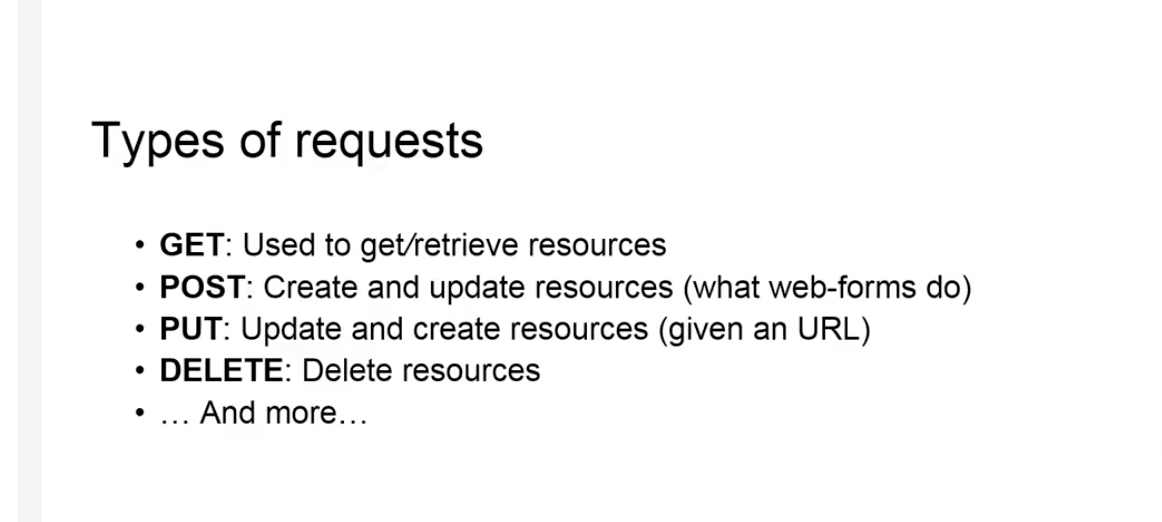 Types of requests
• GET: Used to get/retrieve resources
• POST: Create and update resources (what web-forms do)
• PUT: Update and create resources (given an URL)
• DELETE: Delete resources
• … And more…